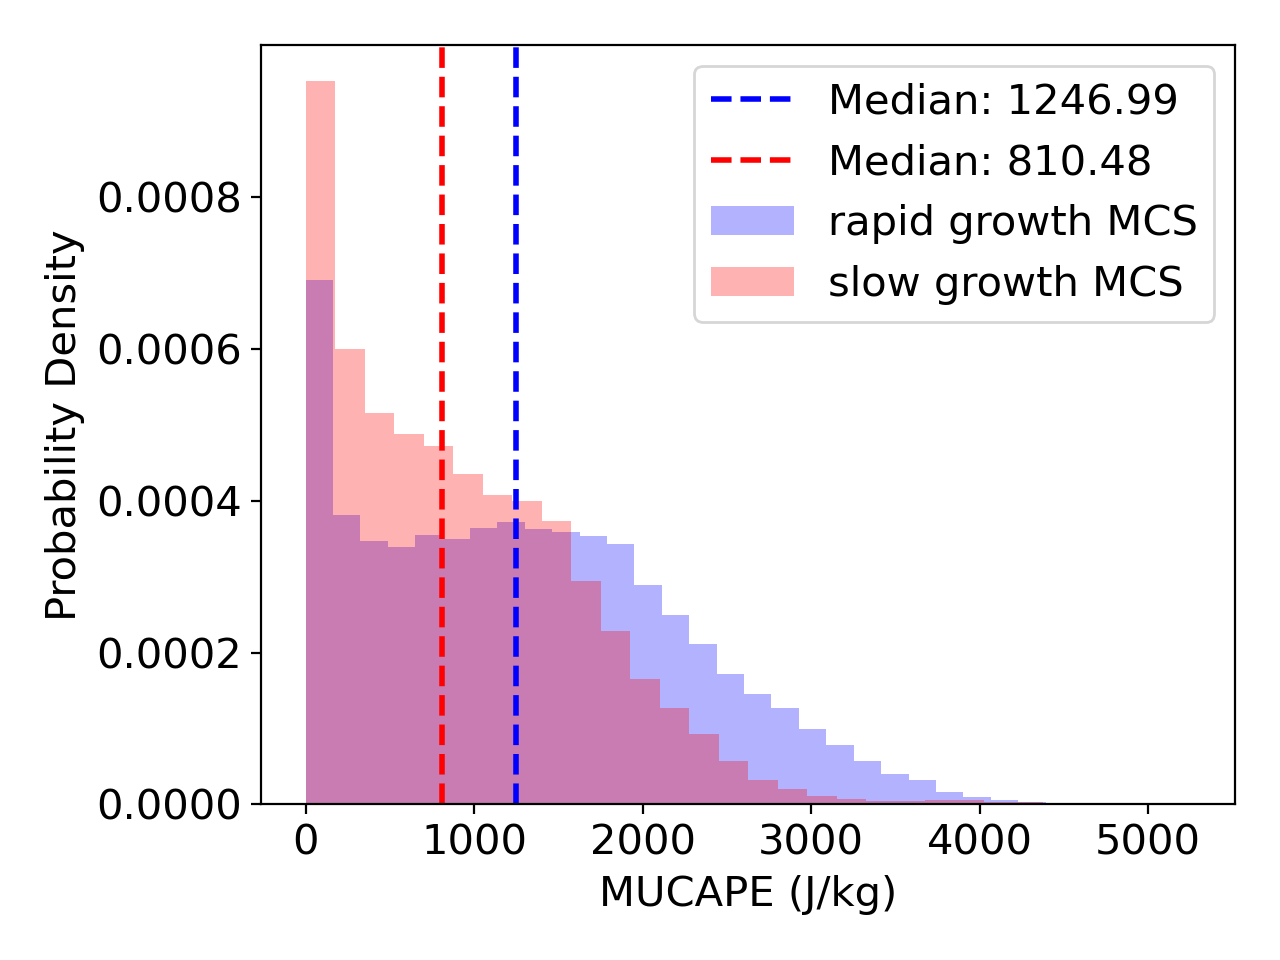 Median: 1246.99
Median: 810.48
rapid growth MCS
slow growth MCS
Probability Density
0.0008
0.0006
0.0004
0.0002
0.0000
0 1000 2000 3000 4000 5000
MUCAPE (J/kg)